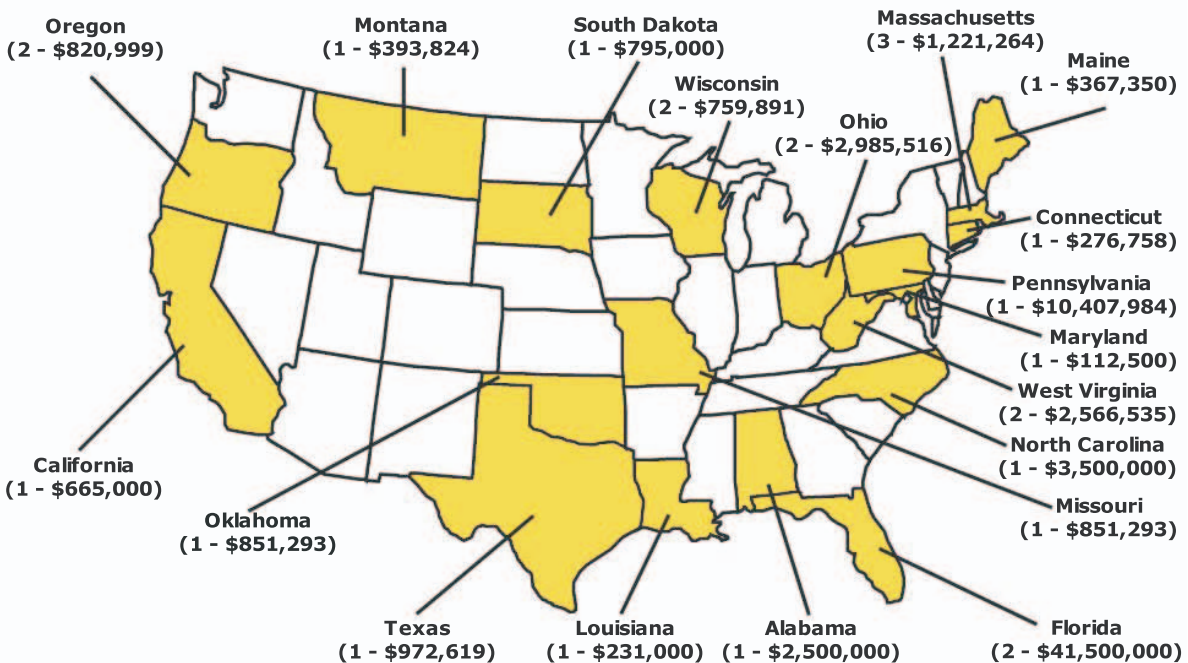 Oregon
(2 - $820,999)
Montana
(1 - $393,824)
South Dakota
(1 - $795,000)
Massachusetts
(3 - $1,221,264)
Maine
(1 - $367,350)
Wisconsin
(2 - $759,891)
Ohio
(2 - $2,985,516)
Connecticut
(1 - $276,758)
Pennsylvania
(1 - $10,407,984)
Maryland
(1 - $112,500)
West Virginia
(2 - $2,566,535)
North Carolina
(1 - $3,500,000)
Missouri
(1 - $851,293)
California
(1 - $665,000)
Oklahoma
(1 - $851,293)
Texas
(1 - $972,619)
Louisiana
(1 - $231,000)
Alabama
(1 - $2,500,000)
Florida
(2 - $41,500,000)